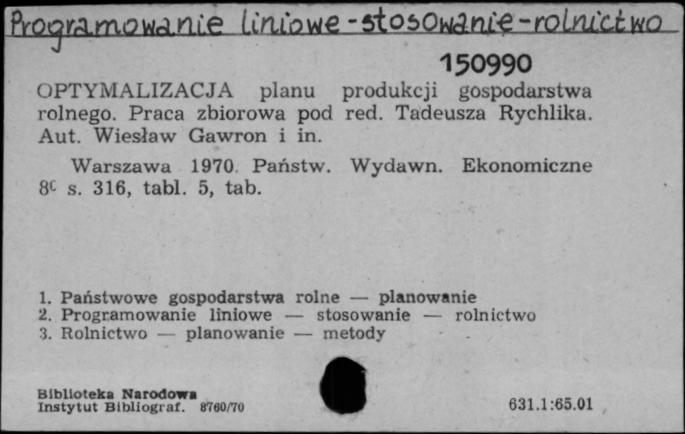 Programowanie liniowe - stosowanie - rolnictwo
150990
OPTYMALIZACJA planu produkcji gospodarstwa
rolnego. Praca zbiorowa pod red. Tadeusza Rychlika.
Aut. Wiesław Gawron i in.
Warszawa 1970. Państw. Wydawn. Ekonomiczne
8° s. 316, tabl. 5, tab.
1. Państwowe gospodarstwa rolne — planowanie
2. Programowanie liniowe — stosowanie — rolnictwo
3. Rolnictwo — planowanie — metody
Biblioteka Narodowa
Instytut Bibliograf. 8760/70
631.1:65.01